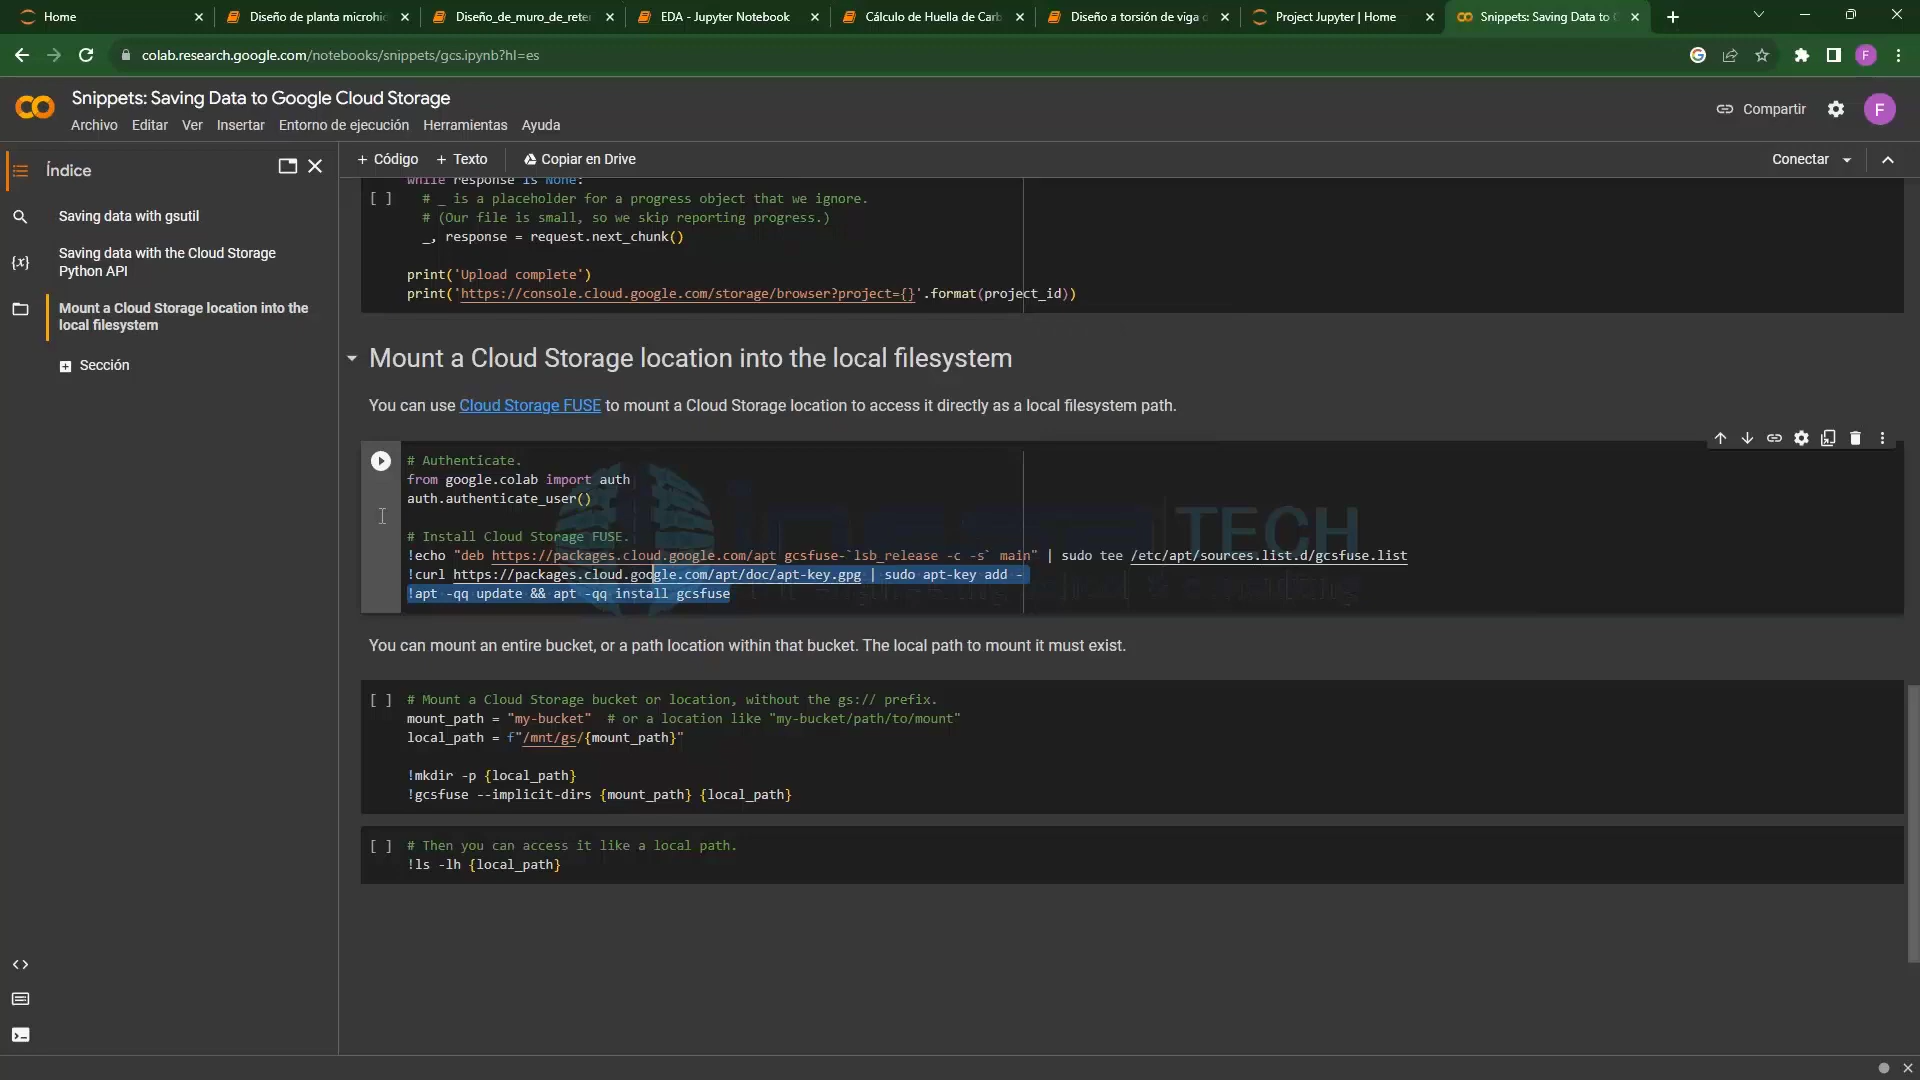 Home
Diseño de planta microhi
Diseño_de_muro_de_rete
EDA - Jupyter Notebook
Cálculo de Huella de Carb
Diseño a torsión de viga
Project Jupyter | Home
Snippets: Saving Data to
colab.research.google.com/notebooks/snippets/gcs.ipynb?hl=es
Snippets: Saving Data to Google Cloud Storage
Archivo Editar Ver Insertar Entorno de ejecución Herramientas Ayuda
Compartir
F
Índice
+ Código + Texto Copiar en Drive
Conectar
Saving data with gsutil
Saving data with the Cloud Storage
Python API
Mount a Cloud Storage location into the
local filesystem
Sección
while response is None:
[ ] # _ is a placeholder for a progress object that we ignore.
# (Our file is small, so we skip reporting progress.)
_, response = request.next_chunk()
print('Upload complete')
print('https://console.cloud.google.com/storage/browser?project={}'.format(project_id))
Mount a Cloud Storage location into the local filesystem
You can use Cloud Storage FUSE to mount a Cloud Storage location to access it directly as a local filesystem path.
# Authenticate.
from google.colab import auth
auth.authenticate_user()
# Install Cloud Storage FUSE.
!echo "deb https://packages.cloud.google.com/apt gcsfuse-`lsb_release -c -s` main" | sudo tee /etc/apt/sources.list.d/gcsfuse.list
!curl https://packages.cloud.google.com/apt/doc/apt-key.gpg | sudo apt-key add -
!apt -qq update && apt -qq install gcsfuse
TECH
You can mount an entire bucket, or a path location within that bucket. The local path to mount it must exist.
[ ] # Mount a Cloud Storage bucket or location, without the gs:// prefix.
mount_path = "my-bucket"  # or a location like "my-bucket/path/to/mount"
local_path = f"/mnt/gs/{mount_path}"
!mkdir -p {local_path}
!gcsfuse --implicit-dirs {mount_path} {local_path}
[ ] # Then you can access it like a local path.
!ls -lh {local_path}